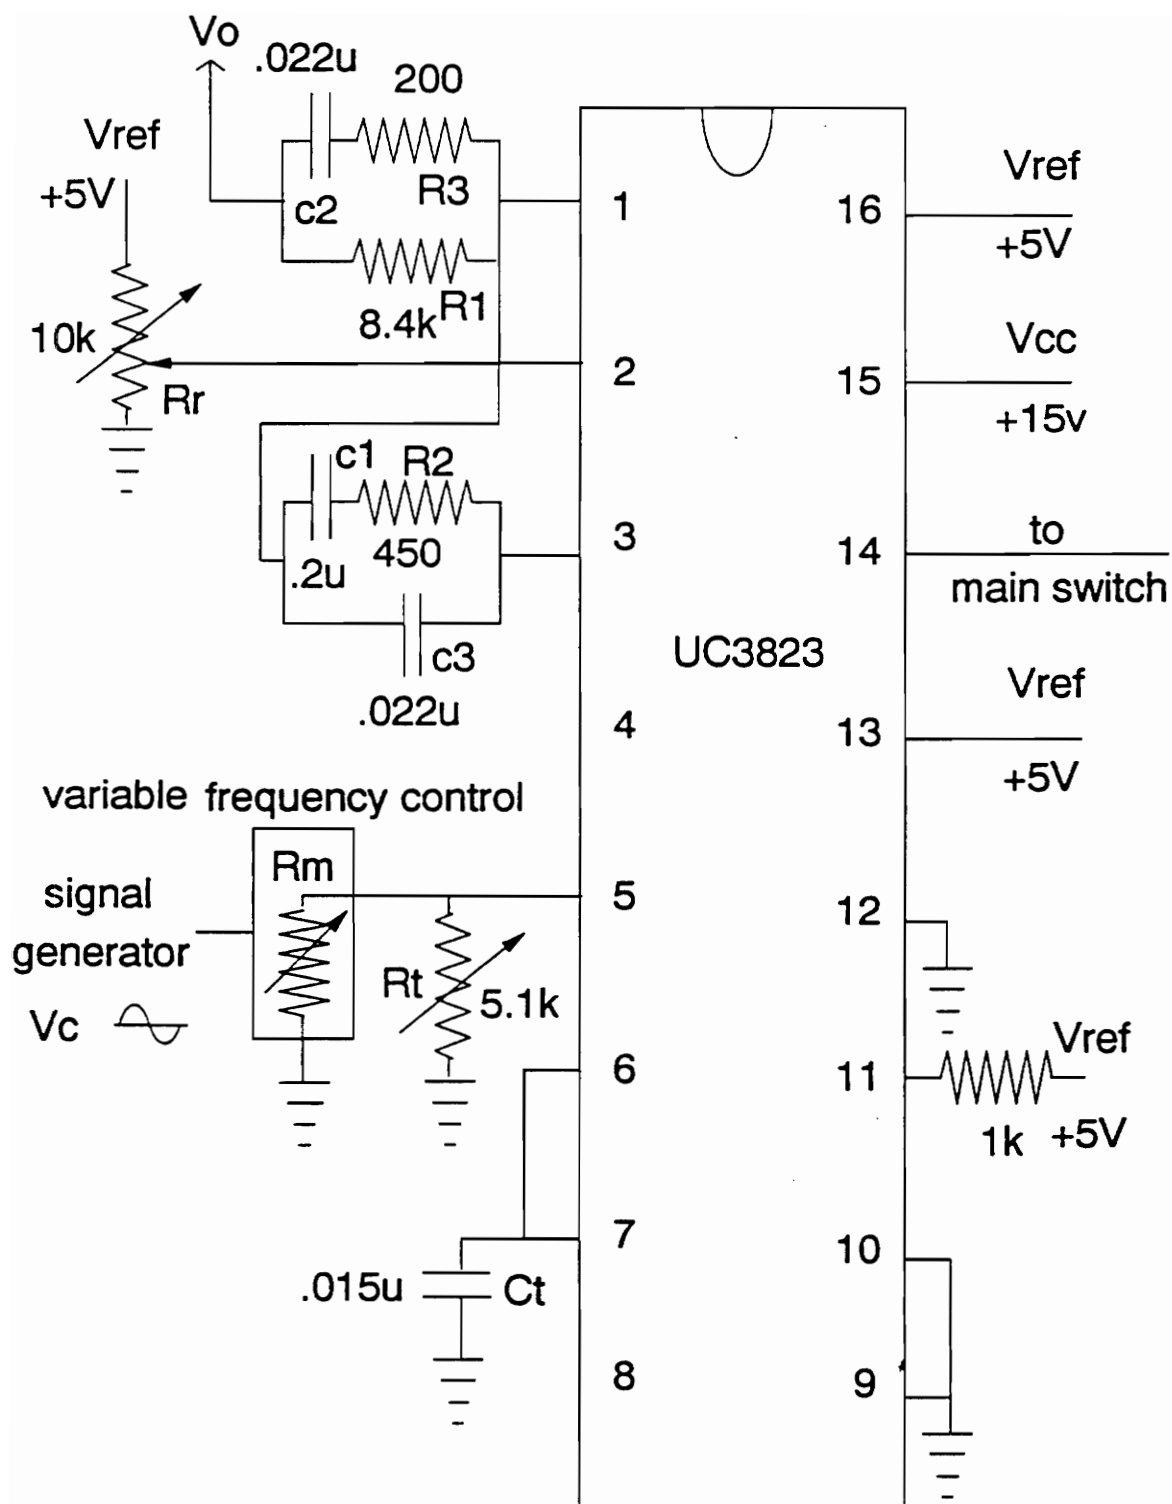 Vo
.022u
200
Vref
+5V
c2
R3
R1
8.4k
10k
Rr
c1
R2
.2u
450
c3
.022u
variable frequency control
Rm
signal
generator
Vc
Rt
5.1k
.015u
Ct
1
2
3
4
5
6
7
8
UC3823
16
15
14
13
12
11
10
9
Vref
+5V
Vcc
+15v
to
main switch
Vref
+5V
Vref
1k
+5V